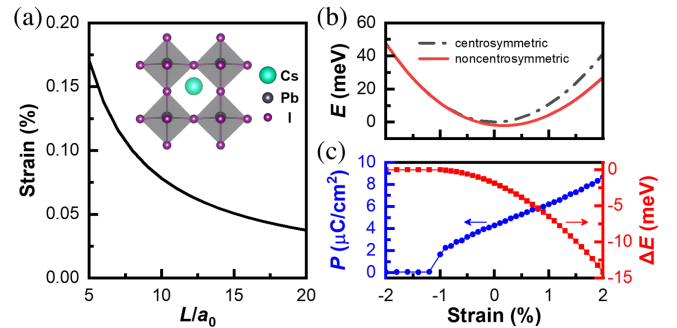 (a)
0.20
0.15
0.10
0.05
0.00
Strain (%)
5
10
15
20
L/a₀
Cs
Pb
I
(b)
60
40
20
0
E (meV)
centrosymmetric
noncentrosymmetric
(c)
10
8
6
4
2
0
P (μC/cm²)
0
-5
-10
-15
ΔE (meV)
-2
-1
0
1
2
Strain (%)